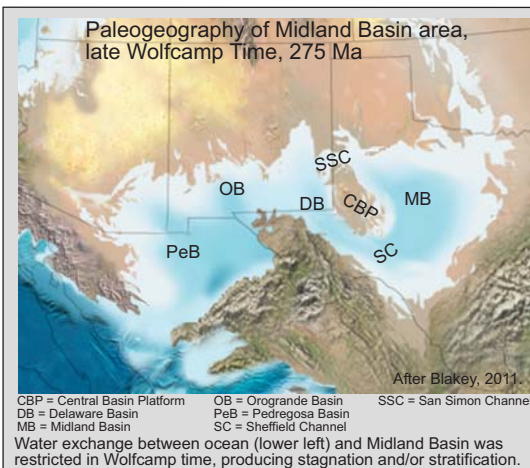 Paleogeography of Midland Basin area,
late Wolfcamp Time, 275 Ma
SSC
OB
CBP
MB
DB
PeB
SC
After Blakey, 2011.
CBP = Central Basin Platform OB = Orogrande Basin SSC = San Simon Channel
DB = Delaware Basin PeB = Pedregosa Basin
MB = Midland Basin SC = Sheffield Channel
Water exchange between ocean (lower left) and Midland Basin was
restricted in Wolfcamp time, producing stagnation and/or stratification.